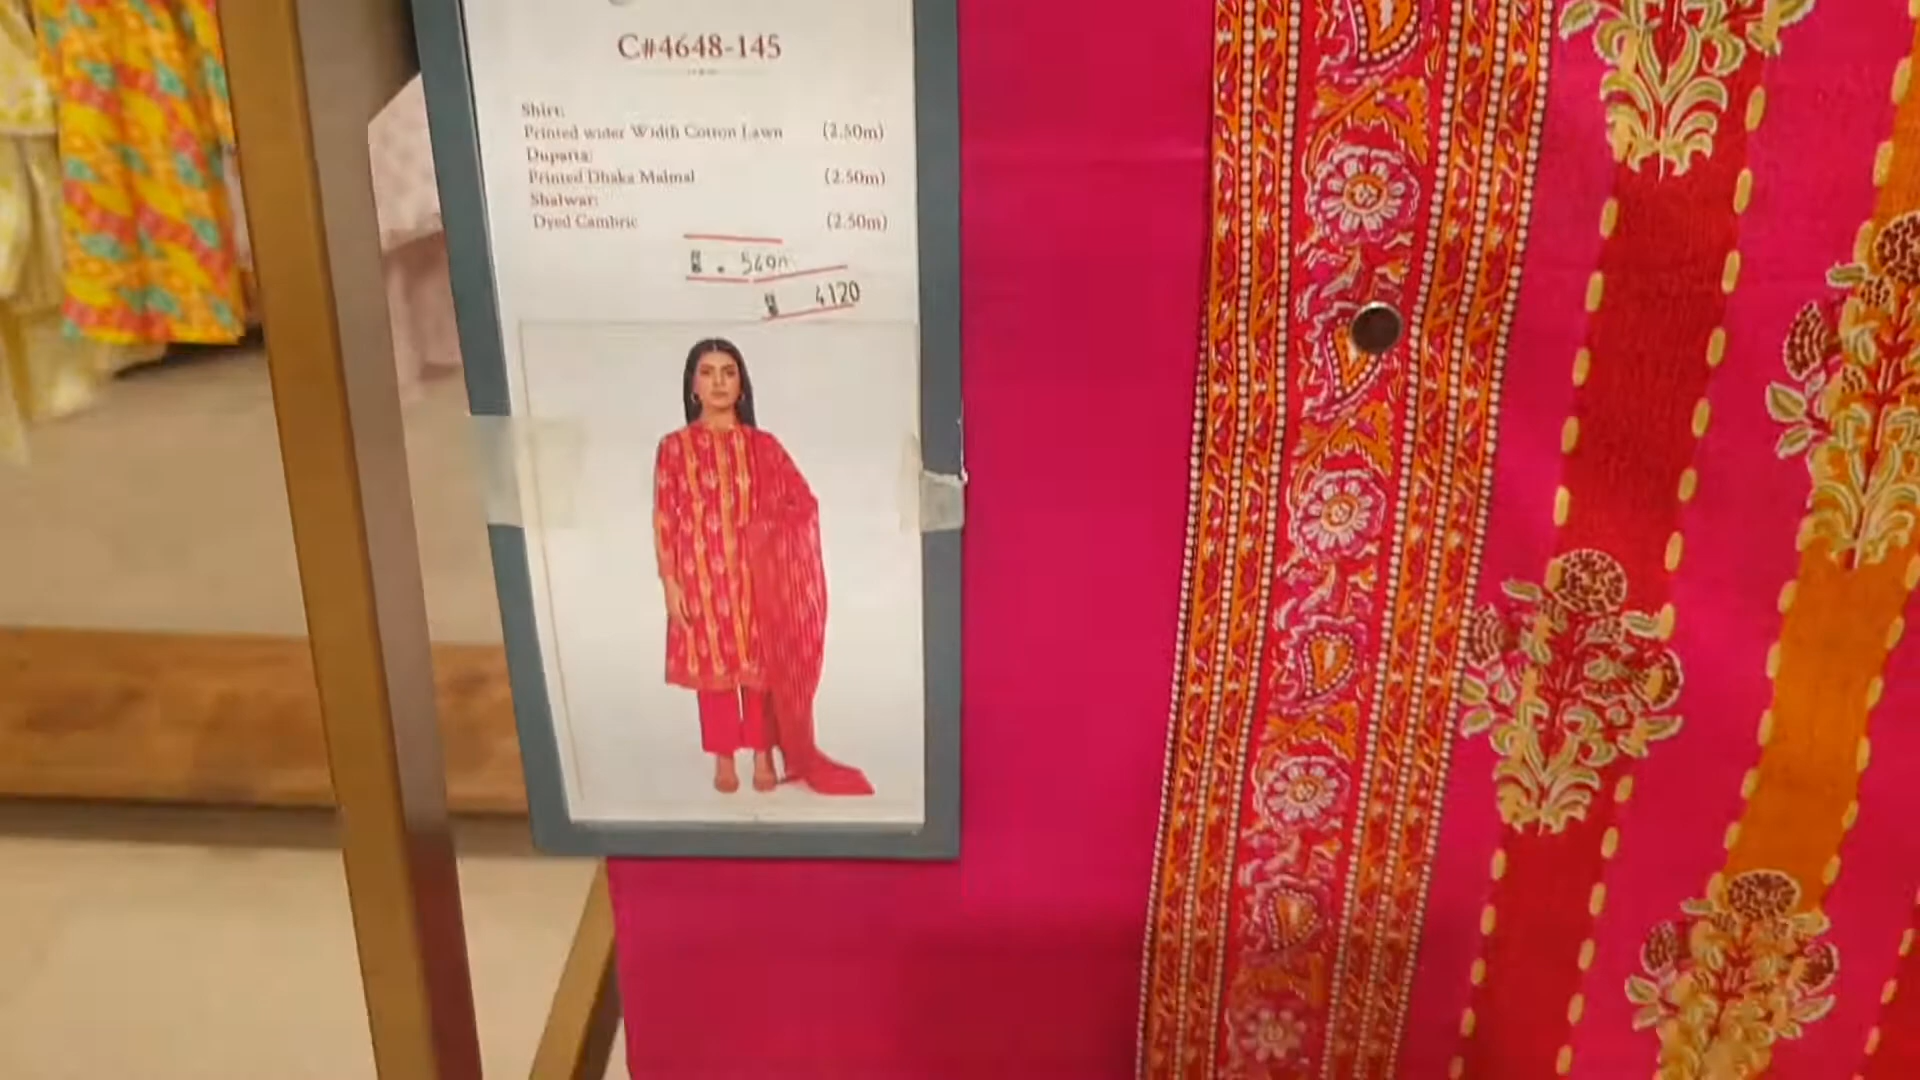 C#4648-145
Shirt:
Printed wider Width Cotton Lawn (2.50m)
Dupatta:
Printed Dhaka Malmal (2.50m)
Shalwar:
Dyed Cambric (2.50m)
5490
4120